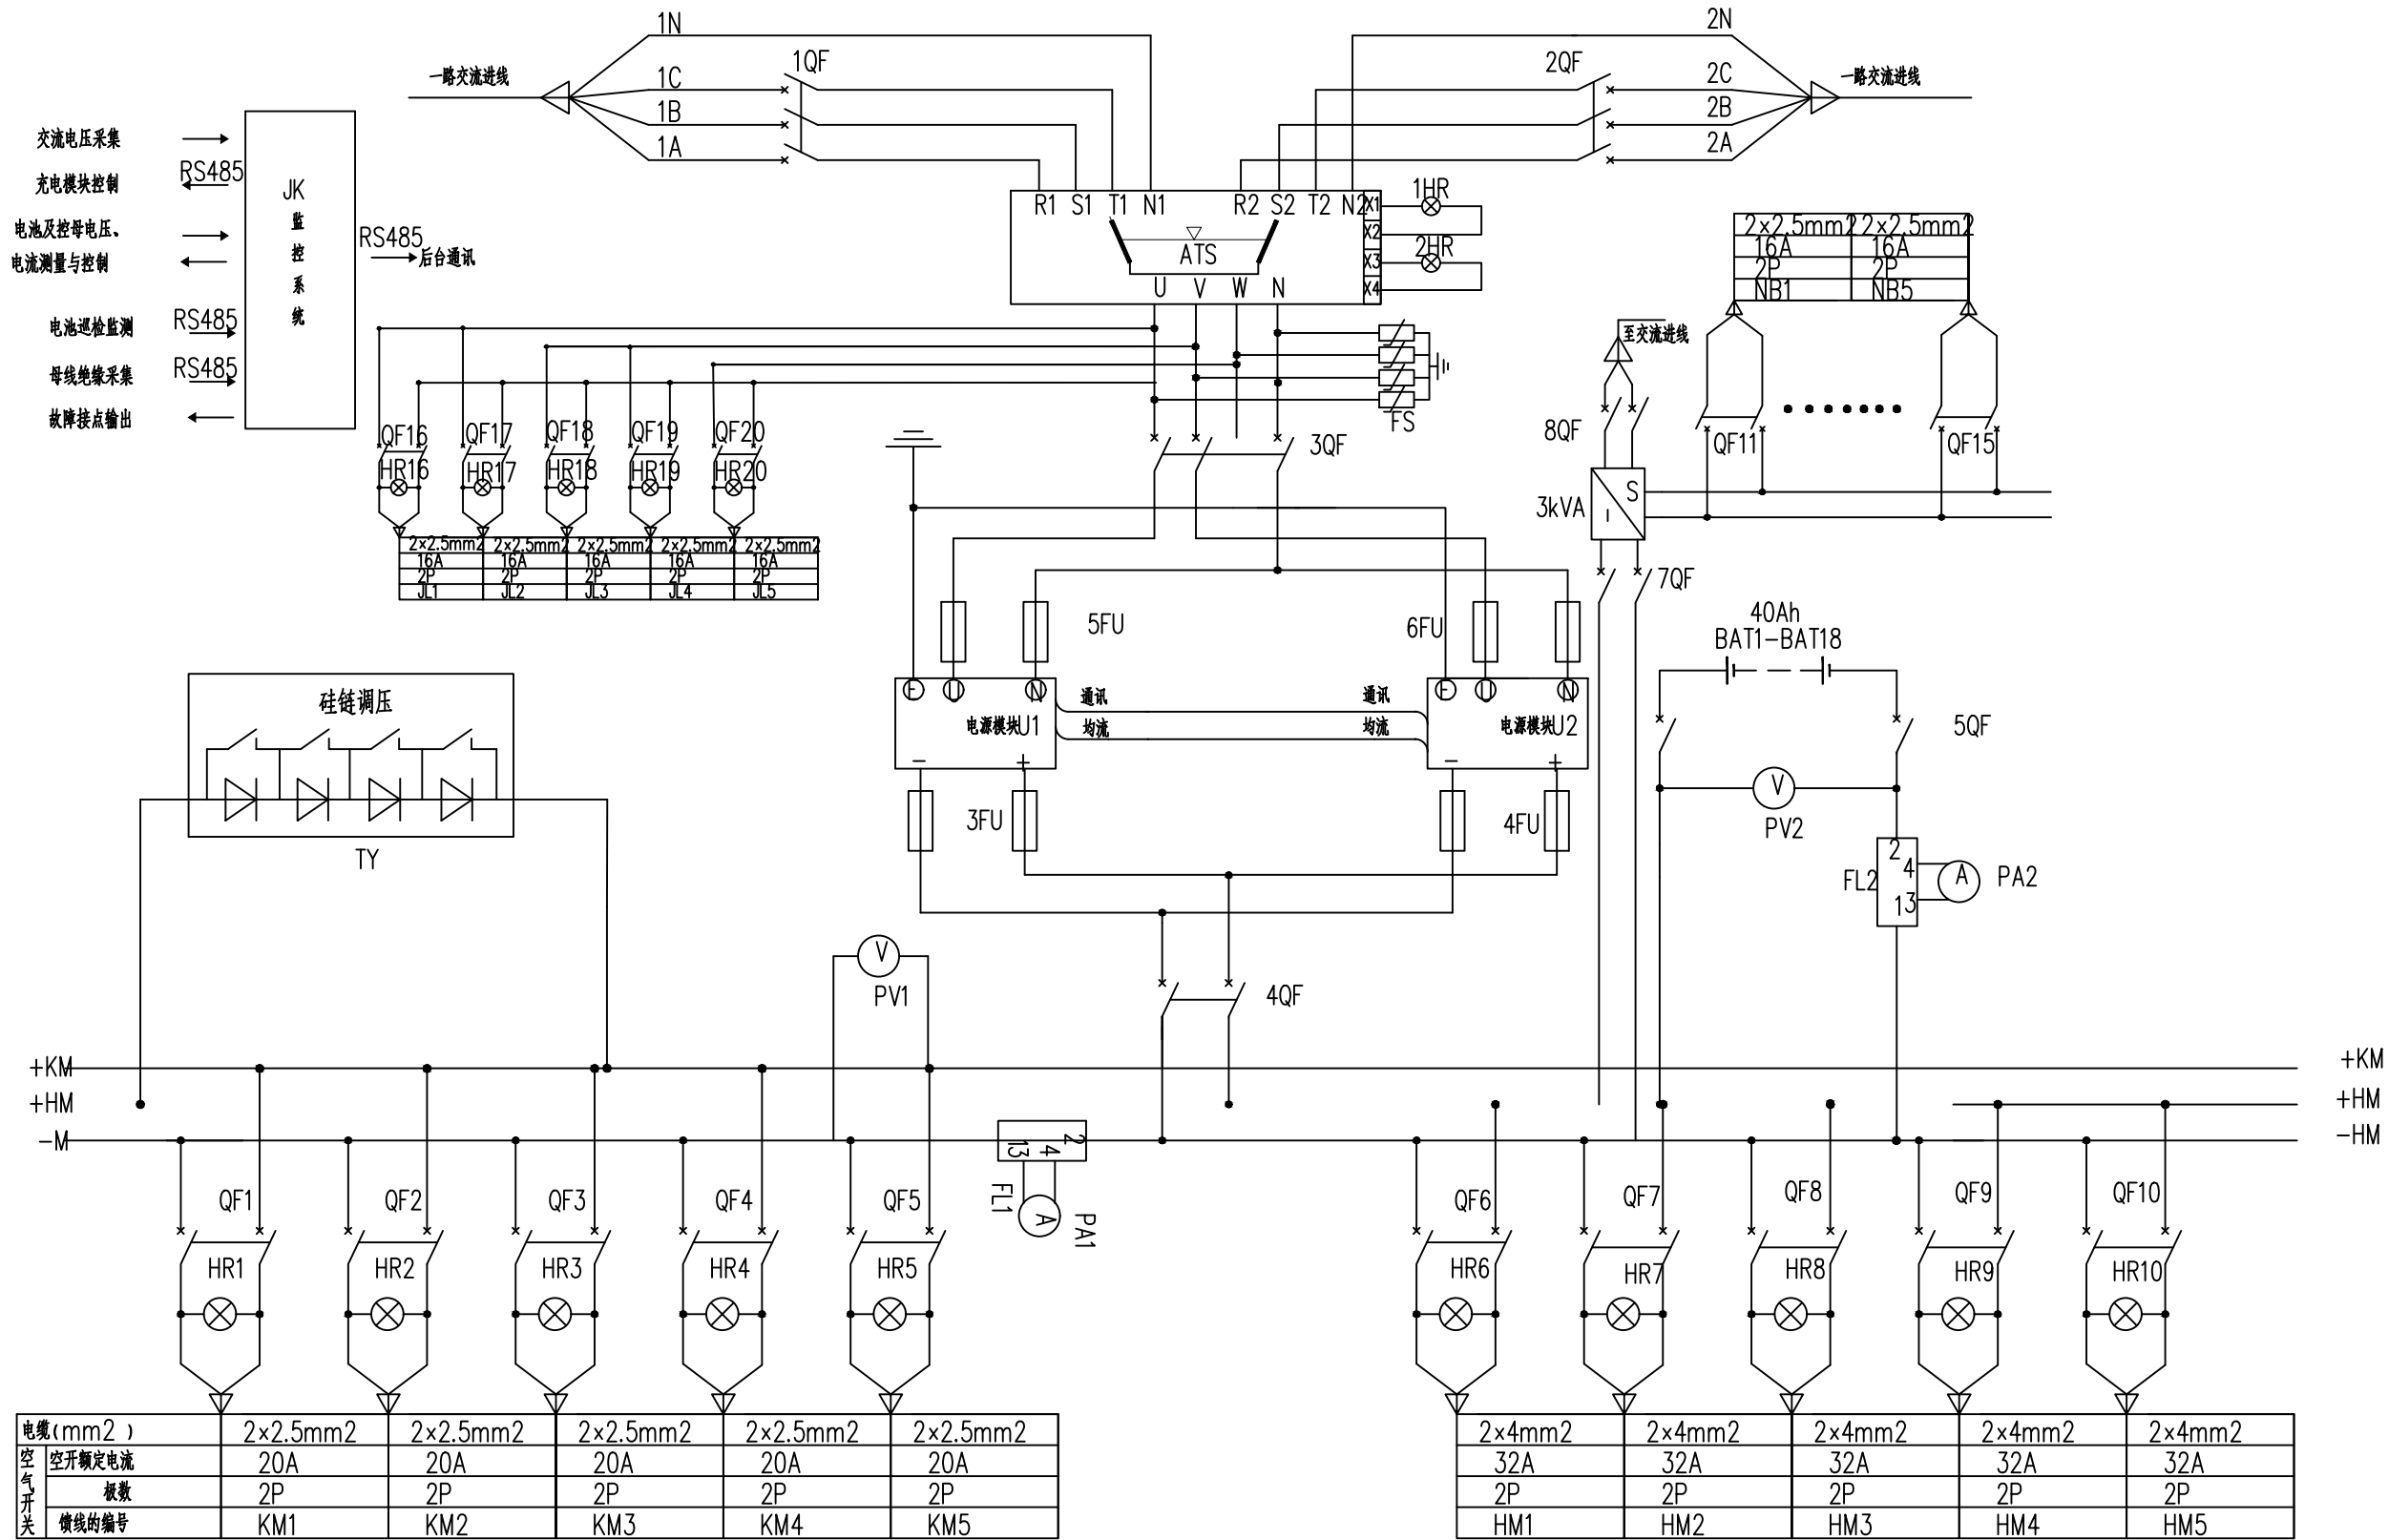 1N
1C
1B
1A
1QF
一路交流进线
2N
2C
2B
2A
2QF
一路交流进线
交流电压采集
RS485
充电模块控制
电池及控母电压、
电流测量与控制
RS485
电池巡检监测
RS485
母线绝缘采集
故障接点输出
JK
监
控
系
统
RS485
后台通讯
R1 S1 T1 N1 R2 S2 T2 N2
X1
X2
X3
X4
ATS
U V W N
1HR
2HR
FS
3QF
QF16 QF17 QF18 QF19 QF20
HR16 HR17 HR18 HR19 HR20
2×2.5mm2 2×2.5mm2 2×2.5mm2 2×2.5mm2 2×2.5mm2
16A 16A 16A 16A 16A
2P 2P 2P 2P 2P
JL1 JL2 JL3 JL4 JL5
2×2.5mm2 2×2.5mm2
16A 16A
2P 2P
NB1 NB5
至交流进线
8QF
QF11
QF15
3kVA
S
7QF
40Ah
BAT1-BAT18
5QF
V
PV2
FL2
2
4
13
A
PA2
5FU
6FU
E U N
E U N
电源模块U1
通讯
均流
通讯
均流
电源模块U2
- +
- +
3FU
4FU
4QF
硅链调压
TY
V
PV1
+KM
+HM
-M
+KM
+HM
-HM
2
4
13
FL1
A
PA1
QF1 QF2 QF3 QF4 QF5
HR1 HR2 HR3 HR4 HR5
QF6 QF7 QF8 QF9 QF10
HR6 HR7 HR8 HR9 HR10
电缆(mm2 ) 2×2.5mm2 2×2.5mm2 2×2.5mm2 2×2.5mm2 2×2.5mm2
空气开关
空开额定电流 20A 20A 20A 20A 20A
极数 2P 2P 2P 2P 2P
馈线的编号 KM1 KM2 KM3 KM4 KM5
2×4mm2 2×4mm2 2×4mm2 2×4mm2 2×4mm2
32A 32A 32A 32A 32A
2P 2P 2P 2P 2P
HM1 HM2 HM3 HM4 HM5